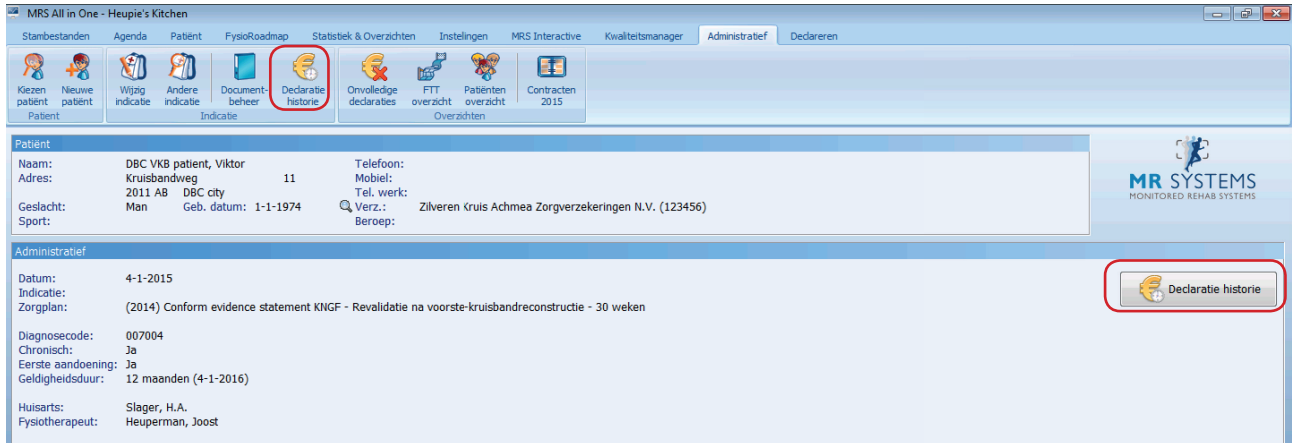 MRS All in One - Heupie's Kitchen
Stambestanden Agenda Patiënt FysioRoadmap Statistiek & Overzichten Instelingen MRS Interactive Kwaliteitsmanager Administratief Declareren
Kiezen patiënt
Nieuwe patiënt
Wijzig indicatie
Andere indicatie
Document- beheer
Declaratie historie
Onvolledige declaraties
FTT overzicht
Patiënten overzicht
Contracten 2015
Patient Indicatie Overzichten
Patiënt
Naam: DBC VKB patient, Viktor Telefoon:
Adres: Kruisbandweg 11 Mobiel:
2011 AB DBC city Tel. werk:
Geslacht: Man Geb. datum: 1-1-1974 Verz.: Zilveren Kruis Achmea Zorgverzekeringen N.V. (123456)
Sport: Beroep:
MR SYSTEMS
MONITORED REHAB SYSTEMS
Administratief
Datum: 4-1-2015
Indicatie:
Zorgplan: (2014) Conform evidence statement KNGF - Revalidatie na voorste-kruisbandreconstructie - 30 weken
Declaratie historie
Diagnosecode: 007004
Chronisch: Ja
Eerste aandoening: Ja
Geldigheidsduur: 12 maanden (4-1-2016)
Huisarts: Slager, H.A.
Fysiotherapeut: Heuperman, Joost